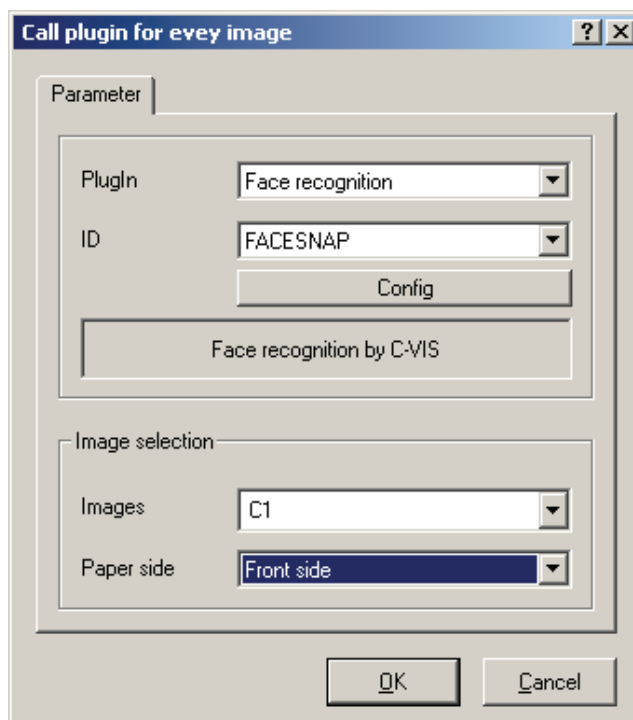 Call plugin for evey image
Parameter
PlugIn Face recognition
ID FACESNAP
Config
Face recognition by C-VIS
Image selection
Images C1
Paper side Front side
OK Cancel